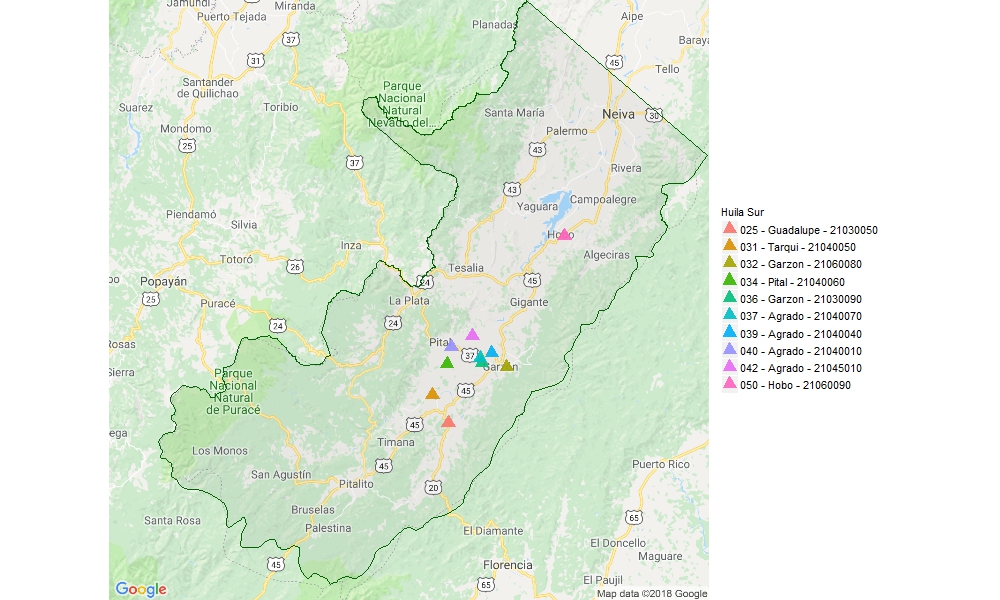 Jamundi
Miranda
Puerto Tejada
Planadas
Aipe
37
Baraya
31
45
Tello
Santander
de Quilichao
Parque
Nacional
Natural
Nevado del...
Suarez
Toribio
Santa María
Neiva
30
Mondomo
Palermo
25
43
37
Rivera
43
Campoalegre
Yaguara
Piendamó
Silvia
Huila Sur
025 - Guadalupe - 21030050
Inza
031 - Tarqui - 21040050
Totoró
Algeciras
26
Tesalia
032 - Garzon - 21060080
Popayán
24
45
034 - Pital - 21040060
25
Puracé
La Plata
Gigante
036 - Garzon - 21030090
24
24
037 - Agrado - 21040070
Rosas
Pital
039 - Agrado - 21040040
37
040 - Agrado - 21040010
Sierra
Garzon
042 - Agrado - 21045010
Parque
Nacional
Natural
de Puracé
45
050 - Hobo - 21060090
45
Timana
Los Monos
45
Puerto Rico
San Agustín
Pitalito
20
Bruselas
Santa Rosa
Palestina
65
El Diamante
El Doncello
Maguare
45
Florencia
65
El Paujil
Google
Map data ©2018 Google